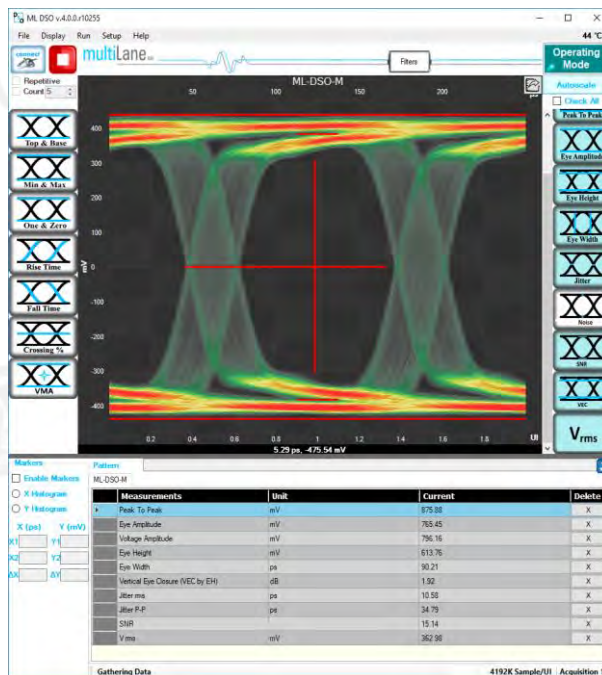 ML DSO v.4.0.0.r10255
File Display Run Setup Help 44 °C
connect
multiLane
Filters
Operating Mode
Repetitive
Count 5
Autoscale
Check All
ML-DSO-M
50 100 150 200
Top & Base
Min & Max
One & Zero
Rise Time
Fall Time
Crossing %
VMA
400
300
200
100
0
-100
-200
-300
-400
mV
0.2 0.4 0.6 0.8 1 1.2 1.4 1.6 1.8 UI
5.29 ps, -475.54 mV
Peak To Peak
Eye Amplitude
Eye Height
Eye Width
Jitter
Noise
SNR
VEC
Vrms
Markers
Enable Markers
X Histogram
Y Histogram
X (ps) Y (mV)
X1 Y1
X2 Y2
ΔX ΔY
Pattern
ML-DSO-M
Measurements Unit Current Delete
Peak To Peak mV 875.00 X
Eye Amplitude mV 765.45 X
Voltage Amplitude mV 796.16 X
Eye Height mV 613.76 X
Eye Width ps 90.21 X
Vertical Eye Closure (VEC by EH) dB 1.92 X
Jitter rms ps 10.58 X
Jitter P-P ps 34.79 X
SNR 15.14 X
V rms mV 362.90 X
Gathering Data 4192K Sample/UI Acquisition